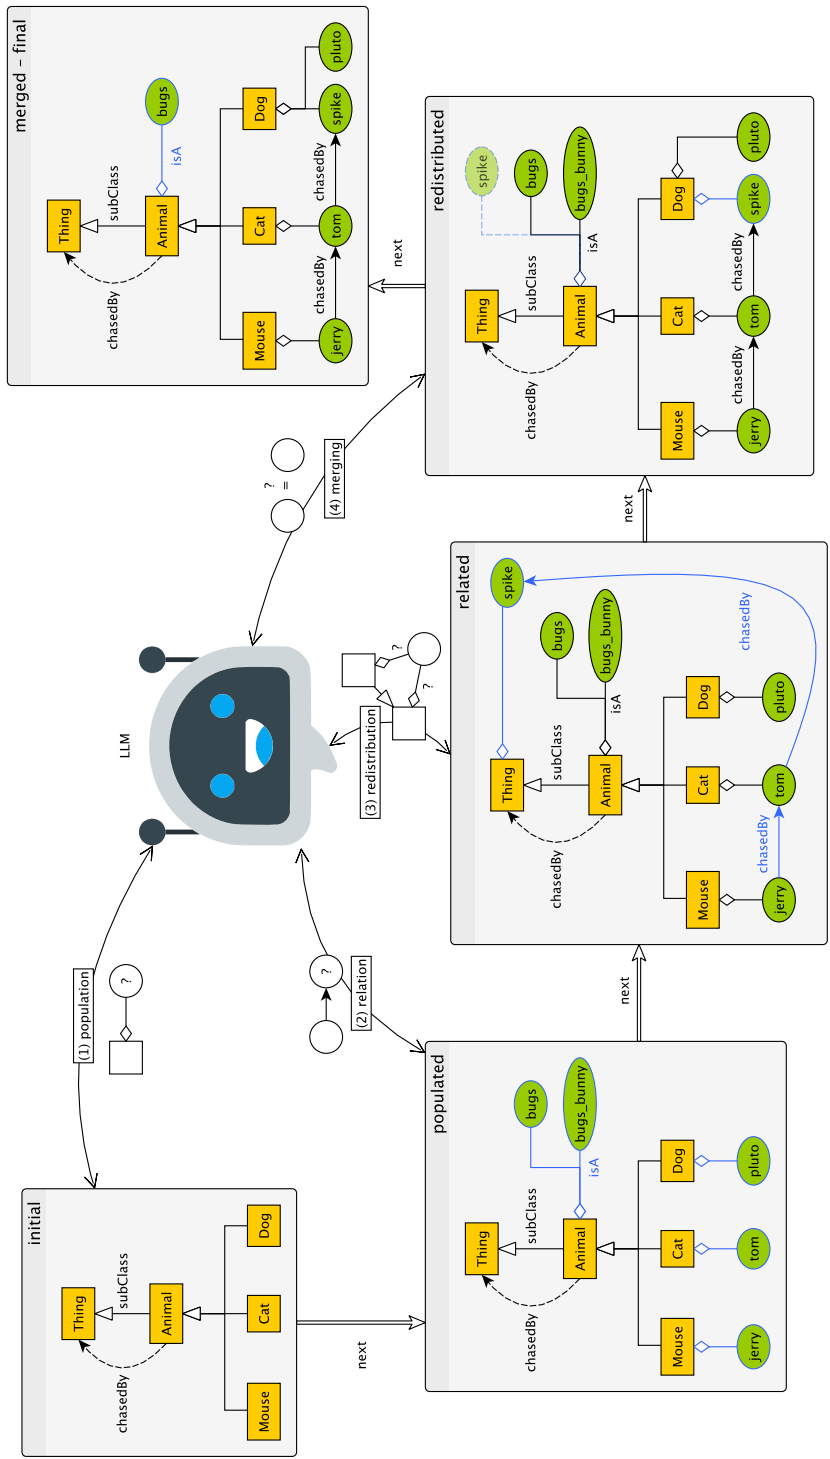 LLM
(1) population
?
(2) relation
?
(3) redistribution
?
?
(4) merging
?
=
initial
Thing
subClass
chasedBy
Animal
Mouse
Cat
Dog
next
populated
Thing
subClass
chasedBy
Animal
isA
bugs
bugs_bunny
Mouse
Cat
Dog
jerry
tom
pluto
next
related
Thing
spike
subClass
chasedBy
Animal
isA
bugs
bugs_bunny
Mouse
Cat
Dog
jerry
chasedBy
tom
chasedBy
pluto
next
redistributed
Thing
subClass
chasedBy
Animal
isA
spike
bugs
bugs_bunny
Mouse
Cat
Dog
jerry
chasedBy
tom
chasedBy
spike
pluto
next
merged - final
Thing
subClass
chasedBy
Animal
isA
bugs
Mouse
Cat
Dog
jerry
chasedBy
tom
chasedBy
spike
pluto